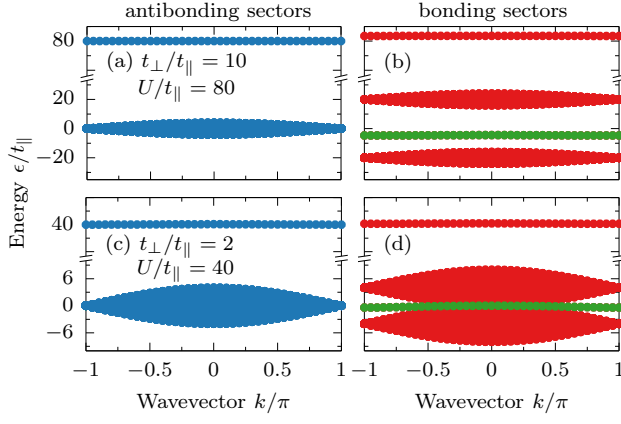 antibonding sectors bonding sectors
80
(a) t⊥/t∥ = 10 (b)
U/t∥ = 80
20
0
−20
Energy ϵ/t∥
40
(c) t⊥/t∥ = 2 (d)
U/t∥ = 40
6
0
−6
−1 −0.5 0 0.5 1 −1 −0.5 0 0.5 1
Wavevector k/π Wavevector k/π